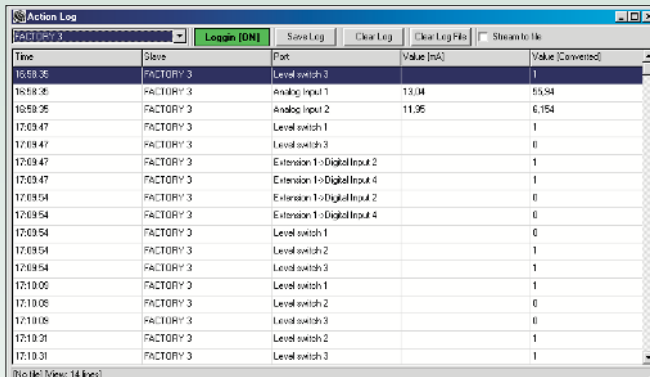 Action Log
FACTORY 3 Loggin [ON] Save Log Clear Log Clear Log File Stream to file
Time Slave Port Value [mA] Value [Converted]
16:58:35 FACTORY 3 Level switch 3 1
16:58:35 FACTORY 3 Analog Input 1 13,04 55,94
16:58:35 FACTORY 3 Analog Input 2 11,95 6,154
17:09:47 FACTORY 3 Level switch 1 1
17:09:47 FACTORY 3 Level switch 3 0
17:09:47 FACTORY 3 Extension 1->Digital Input 2 1
17:09:47 FACTORY 3 Extension 1->Digital Input 4 1
17:09:54 FACTORY 3 Extension 1->Digital Input 2 0
17:09:54 FACTORY 3 Extension 1->Digital Input 4 0
17:09:54 FACTORY 3 Level switch 1 0
17:09:54 FACTORY 3 Level switch 2 1
17:09:54 FACTORY 3 Level switch 3 1
17:10:09 FACTORY 3 Level switch 1 1
17:10:09 FACTORY 3 Level switch 2 0
17:10:09 FACTORY 3 Level switch 3 0
17:10:31 FACTORY 3 Level switch 2 1
17:10:31 FACTORY 3 Level switch 3 1
[No file] [View: 14 lines]